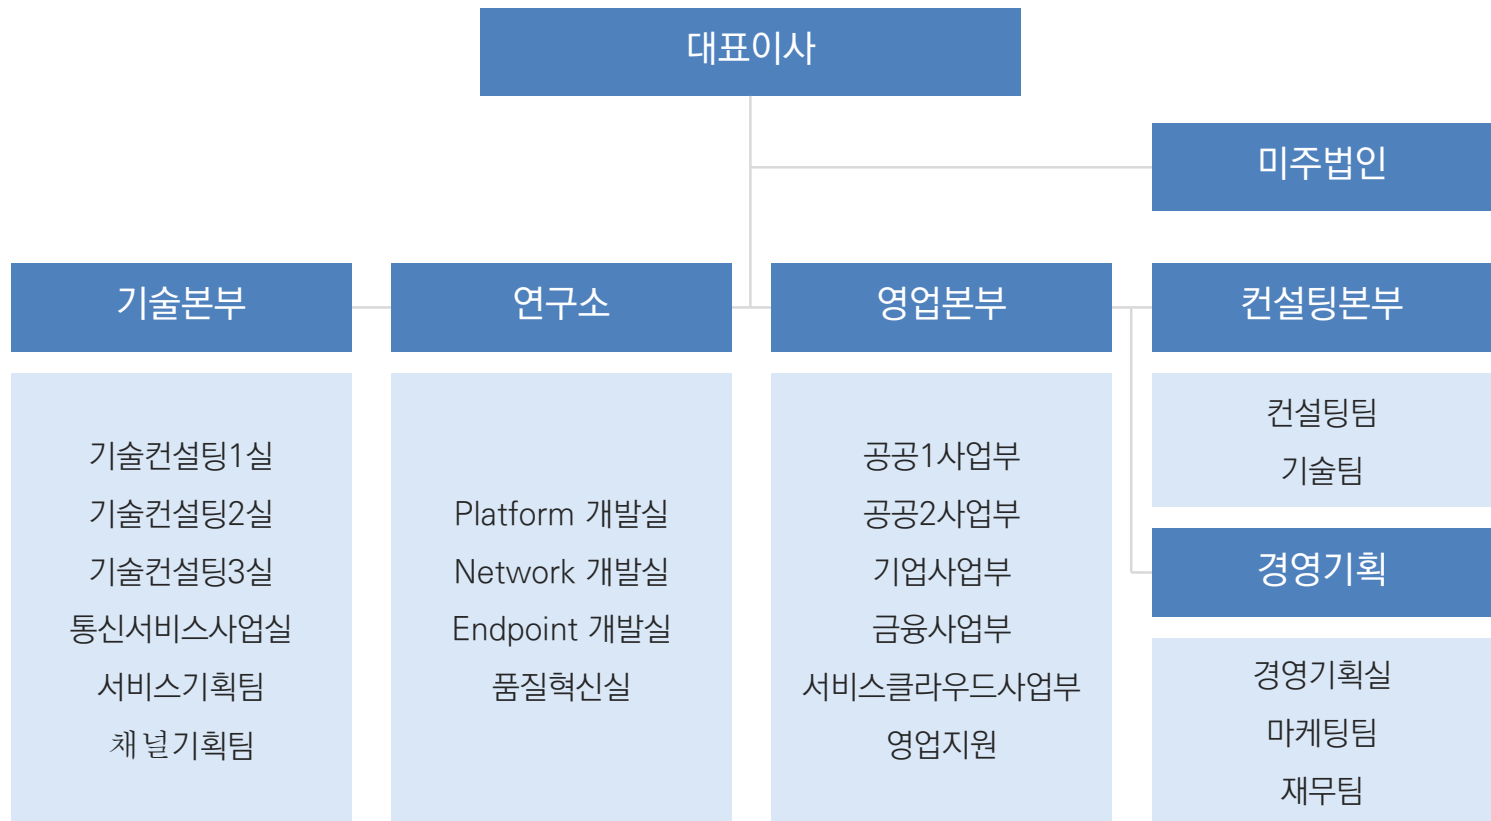 대표이사
미주법인
기술본부
기술컨설팅1실
기술컨설팅2실
기술컨설팅3실
통신서비스사업실
서비스기획팀
채널기획팀
연구소
Platform 개발실
Network 개발실
Endpoint 개발실
품질혁신실
영업본부
공공1사업부
공공2사업부
기업사업부
금융사업부
서비스클라우드사업부
영업지원
컨설팅본부
컨설팅팀
기술팀
경영기획
경영기획실
마케팅팀
재무팀